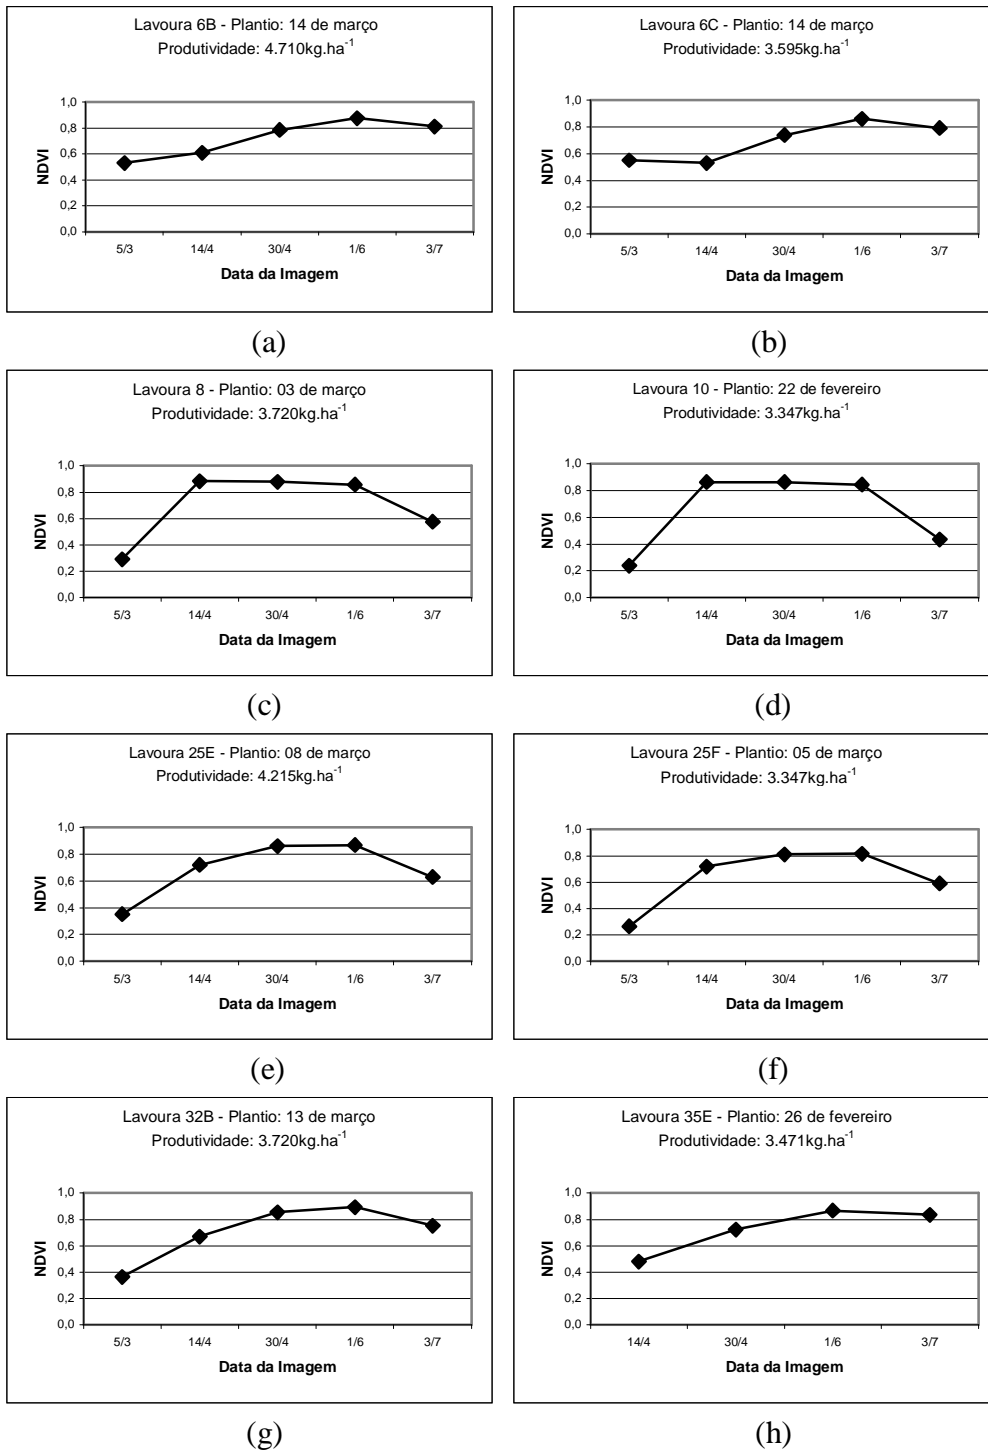 Lavoura 6B - Plantio: 14 de março
Produtividade: 4.710kg.ha⁻¹
1,0
0,8
0,6
0,4
0,2
0,0
NDVI
5/3 14/4 30/4 1/6 3/7
Data da Imagem
(a)
Lavoura 6C - Plantio: 14 de março
Produtividade: 3.595kg.ha⁻¹
1,0
0,8
0,6
0,4
0,2
0,0
NDVI
5/3 14/4 30/4 1/6 3/7
Data da Imagem
(b)
Lavoura 8 - Plantio: 03 de março
Produtividade: 3.720kg.ha⁻¹
1,0
0,8
0,6
0,4
0,2
0,0
NDVI
5/3 14/4 30/4 1/6 3/7
Data da Imagem
(c)
Lavoura 10 - Plantio: 22 de fevereiro
Produtividade: 3.347kg.ha⁻¹
1,0
0,8
0,6
0,4
0,2
0,0
NDVI
5/3 14/4 30/4 1/6 3/7
Data da Imagem
(d)
Lavoura 25E - Plantio: 08 de março
Produtividade: 4.215kg.ha⁻¹
1,0
0,8
0,6
0,4
0,2
0,0
NDVI
5/3 14/4 30/4 1/6 3/7
Data da Imagem
(e)
Lavoura 25F - Plantio: 05 de março
Produtividade: 3.347kg.ha⁻¹
1,0
0,8
0,6
0,4
0,2
0,0
NDVI
5/3 14/4 30/4 1/6 3/7
Data da Imagem
(f)
Lavoura 32B - Plantio: 13 de março
Produtividade: 3.720kg.ha⁻¹
1,0
0,8
0,6
0,4
0,2
0,0
NDVI
5/3 14/4 30/4 1/6 3/7
Data da Imagem
(g)
Lavoura 35E - Plantio: 26 de fevereiro
Produtividade: 3.471kg.ha⁻¹
1,0
0,8
0,6
0,4
0,2
0,0
NDVI
14/4 30/4 1/6 3/7
Data da Imagem
(h)